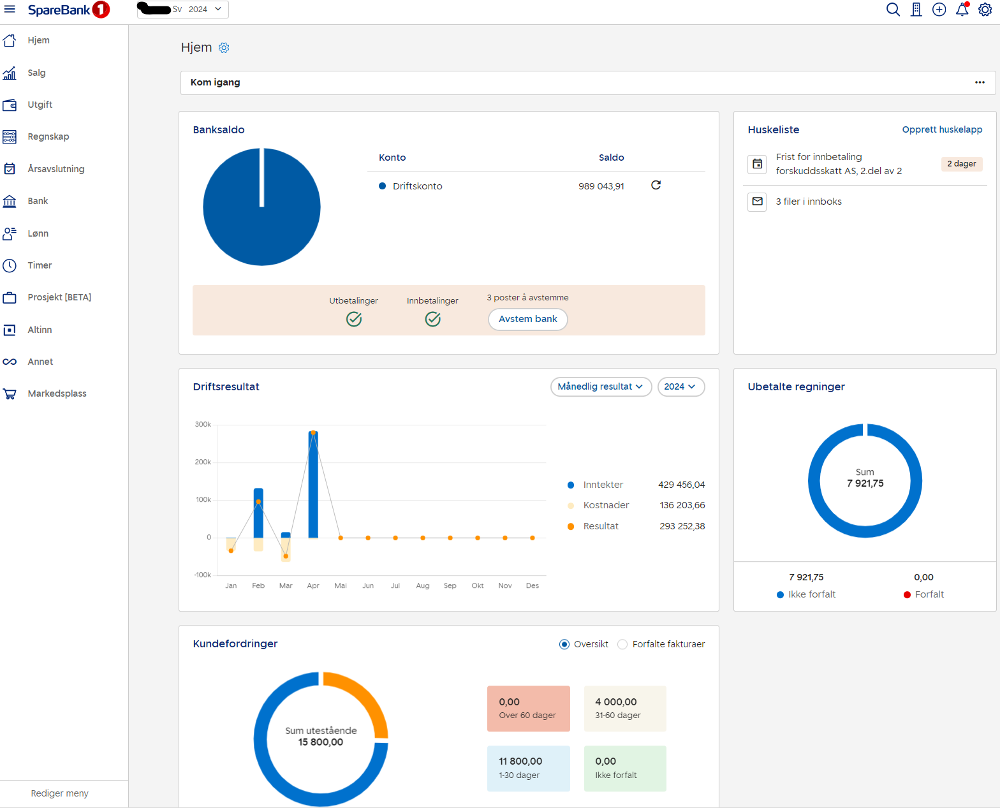 SpareBank 1
Sv 2024
Hjem
Salg
Utgift
Regnskap
Årsavslutning
Bank
Lønn
Timer
Prosjekt [BETA]
Altinn
Annet
Markedsplass
Rediger meny
Hjem
Kom igang
Banksaldo
Konto Saldo
Driftskonto 989 043,91
Utbetalinger Innbetalinger 3 poster å avstemme
Avstem bank
Huskeliste Opprett huskelapp
Frist for innbetaling
forskuddsskatt AS, 2.del av 2
2 dager
3 filer i innboks
Driftsresultat Månedlig resultat 2024
300k
200k
100k
0
-100k
Jan Feb Mar Apr Mai Jun Jul Aug Sep Okt Nov Des
Inntekter 429 456,04
Kostnader 136 203,66
Resultat 293 252,38
Ubetalte regninger
Sum
7 921,75
7 921,75 0,00
Ikke forfalt Forfalt
Kundefordringer Oversikt Forfalte fakturaer
Sum utestående
15 800,00
0,00
Over 60 dager
4 000,00
31-60 dager
11 800,00
1-30 dager
0,00
Ikke forfalt